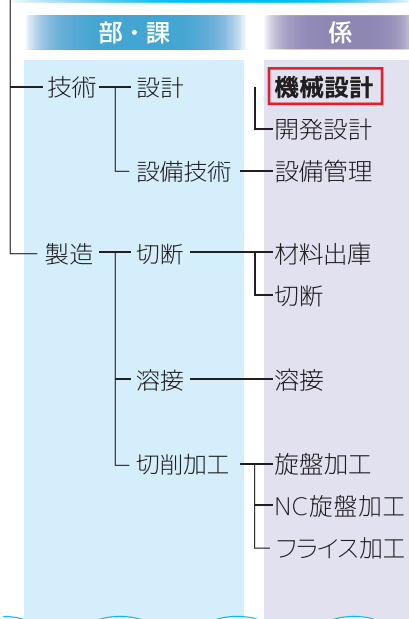 部・課 係
技術 設計 機械設計
開発設計
設備技術 設備管理
製造 切断 材料出庫
切断
溶接 溶接
切削加工 旋盤加工
NC旋盤加工
フライス加工